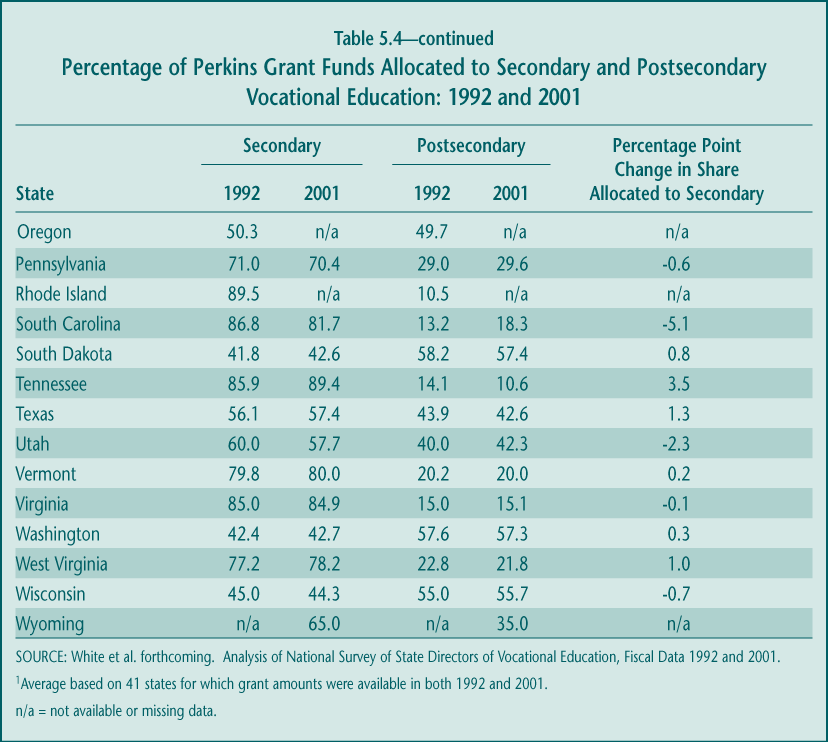 Table 5.4—continued
Percentage of Perkins Grant Funds Allocated to Secondary and Postsecondary
Vocational Education: 1992 and 2001
Secondary Postsecondary Percentage Point
Change in Share
State 1992 2001 1992 2001 Allocated to Secondary
Oregon 50.3 n/a 49.7 n/a n/a
Pennsylvania 71.0 70.4 29.0 29.6 -0.6
Rhode Island 89.5 n/a 10.5 n/a n/a
South Carolina 86.8 81.7 13.2 18.3 -5.1
South Dakota 41.8 42.6 58.2 57.4 0.8
Tennessee 85.9 89.4 14.1 10.6 3.5
Texas 56.1 57.4 43.9 42.6 1.3
Utah 60.0 57.7 40.0 42.3 -2.3
Vermont 79.8 80.0 20.2 20.0 0.2
Virginia 85.0 84.9 15.0 15.1 -0.1
Washington 42.4 42.7 57.6 57.3 0.3
West Virginia 77.2 78.2 22.8 21.8 1.0
Wisconsin 45.0 44.3 55.0 55.7 -0.7
Wyoming n/a 65.0 n/a 35.0 n/a
SOURCE: White et al. forthcoming. Analysis of National Survey of State Directors of Vocational Education, Fiscal Data 1992 and 2001.
1Average based on 41 states for which grant amounts were available in both 1992 and 2001.
n/a = not available or missing data.